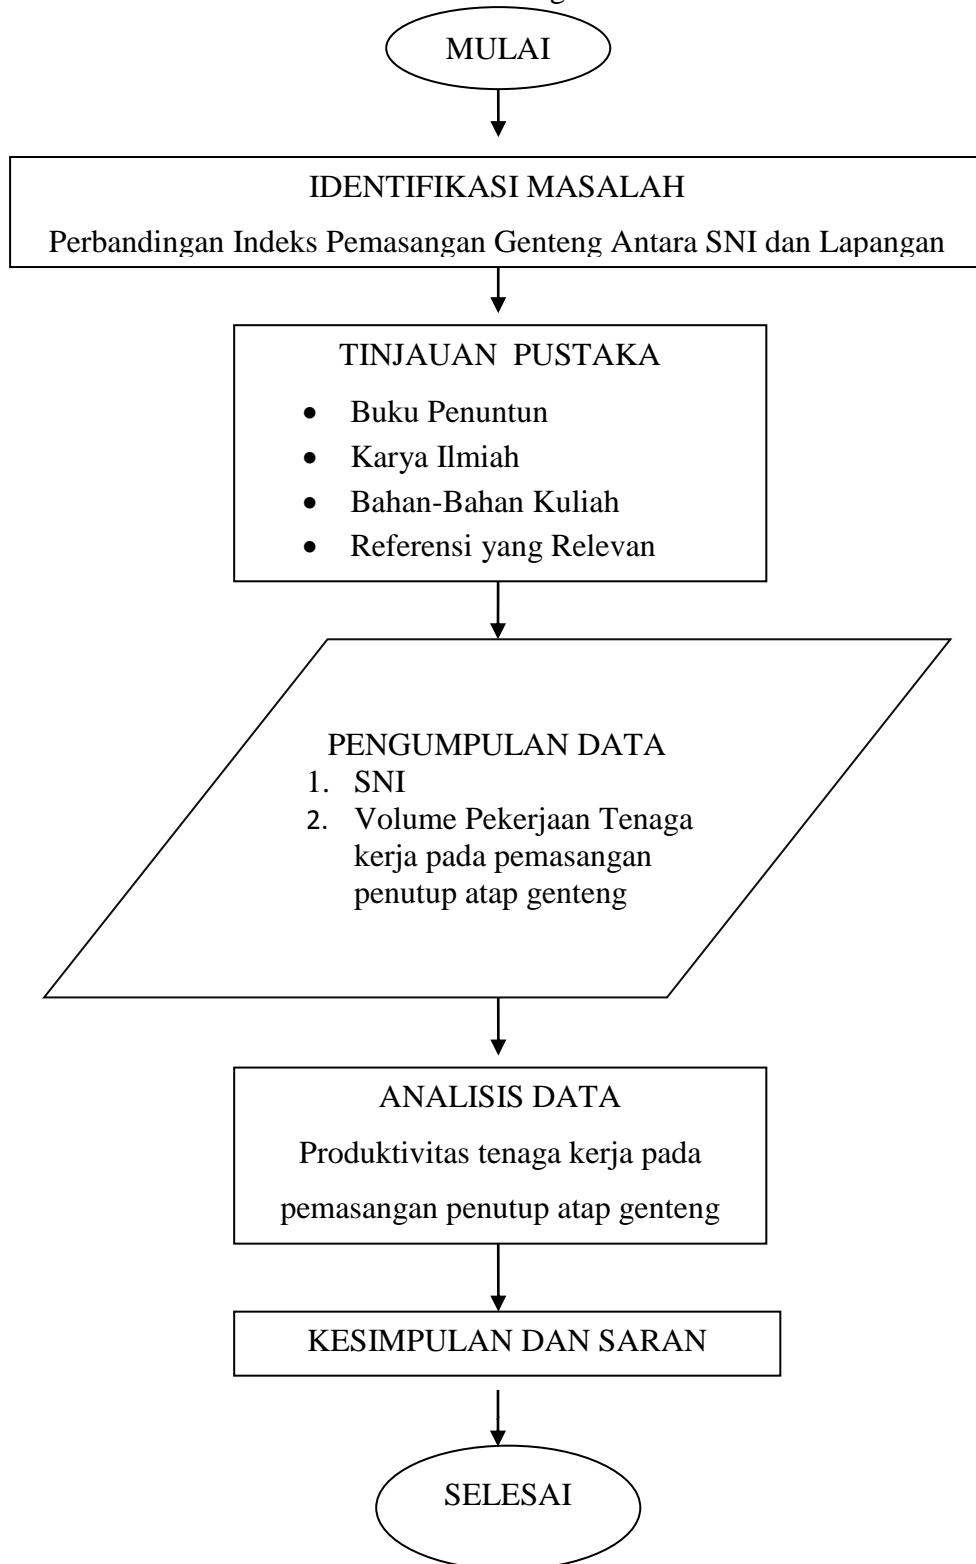 MULAI
IDENTIFIKASI MASALAH
Perbandingan Indeks Pemasangan Genteng Antara SNI dan Lapangan
TINJAUAN PUSTAKA
• Buku Penuntun
• Karya Ilmiah
• Bahan-Bahan Kuliah
• Referensi yang Relevan
PENGUMPULAN DATA
1. SNI
2. Volume Pekerjaan Tenaga
kerja pada pemasangan
penutup atap genteng
ANALISIS DATA
Produktivitas tenaga kerja pada
pemasangan penutup atap genteng
KESIMPULAN DAN SARAN
SELESAI